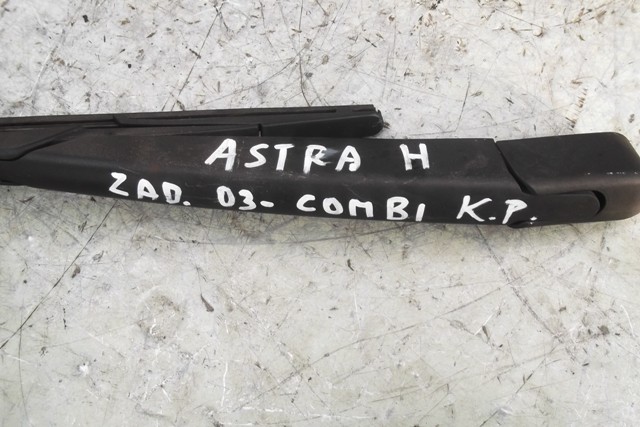 ASTRA H
ZAD. 03- COMBI K.P.